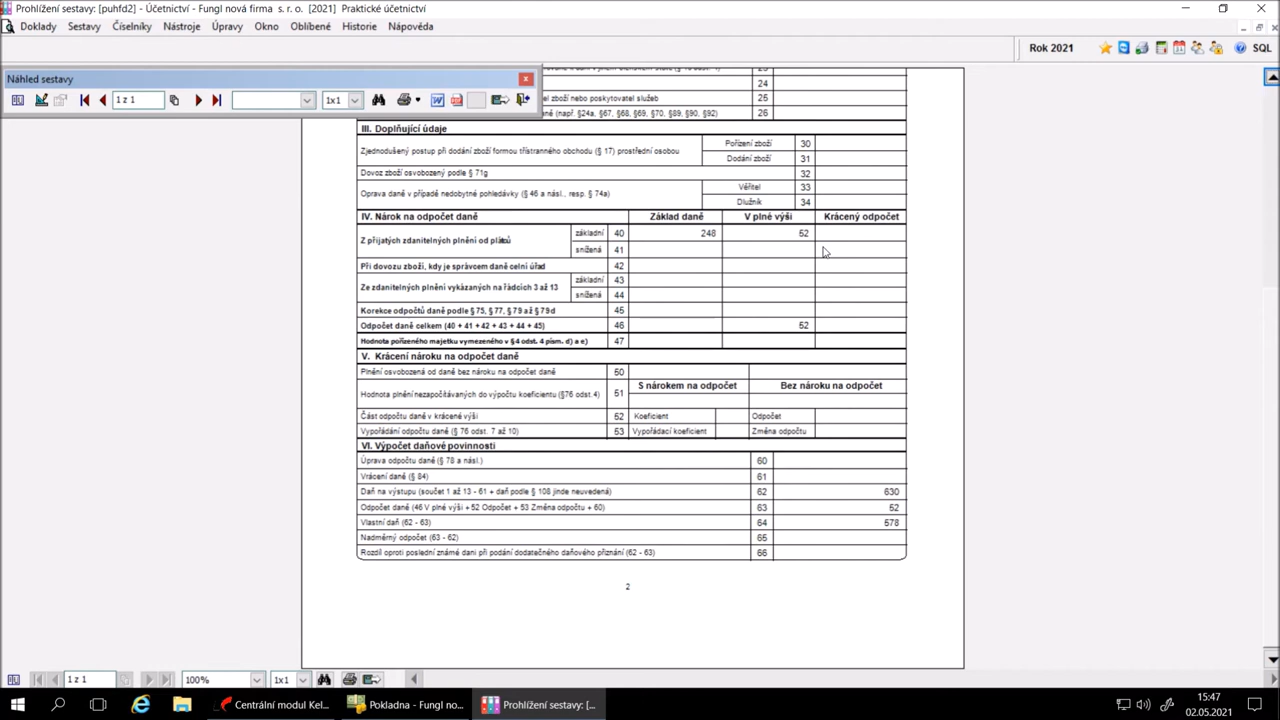 Prohlížení sestavy: [puhfd2] - Účetnictví - Fungl nová firma s. r. o. [2021] Praktické účetnictví
Doklady Sestavy Číselníky Nástroje Úpravy Okno Oblíbené Historie Nápověda
Rok 2021 SQL
Náhled sestavy
1 z 1 1x1
24
tel zboží nebo poskytovatel služeb 25
ně (např. §24a, §67, §68, §69, §70, §89, §90, §92) 26
III. Doplňující údaje
Zjednodušený postup při dodání zboží formou třístranného obchodu (§ 17) prostřední osobou Pořízení zboží 30
Dodání zboží 31
Dovoz zboží osvobozený podle § 71g 32
Oprava daně v případě nedobytné pohledávky (§ 46 a násl., resp. § 74a) Věřitel 33
Dlužník 34
IV. Nárok na odpočet daně Základ daně V plné výši Krácený odpočet
Z přijatých zdanitelných plnění od plátců základní 40 248 52
snížená 41
Při dovozu zboží, kdy je správcem daně celní úřad 42
Ze zdanitelných plnění vykázaných na řádcích 3 až 13 základní 43
snížená 44
Korekce odpočtů daně podle § 75, § 77, § 79 až § 79d 45
Odpočet daně celkem (40 + 41 + 42 + 43 + 44 + 45) 46 52
Hodnota pořízeného majetku vymezeného v § 4 odst. 4 písm. d) a e) 47
V. Krácení nároku na odpočet daně
Plnění osvobozená od daně bez nároku na odpočet daně 50
Hodnota plnění nezapočítávaných do výpočtu koeficientu (§76 odst.4) 51 S nárokem na odpočet Bez nároku na odpočet
Část odpočtu daně v krácené výši 52 Koeficient Odpočet
Vypořádání odpočtu daně (§ 76 odst. 7 až 10) 53 Vypořádací koeficient Změna odpočtu
VI. Výpočet daňové povinnosti
Úprava odpočtu daně (§ 78 a násl.) 60
Vrácení daně (§ 84) 61
Daň na výstupu (součet 1 až 13 - 61 + daň podle § 108 jinde neuvedená) 62 630
Odpočet daně (46 V plné výši + 52 Odpočet + 53 Změna odpočtu + 60) 63 52
Vlastní daň (62 - 63) 64 578
Nadměrný odpočet (63 - 62) 65
Rozdíl oproti poslední známé dani při podání dodatečného daňového přiznání (62 - 63) 66
2
1 z 1 100% 1x1
Centrální modul Kel... Pokladna - Fungl no... Prohlížení sestavy: [...
15:47
02.05.2021